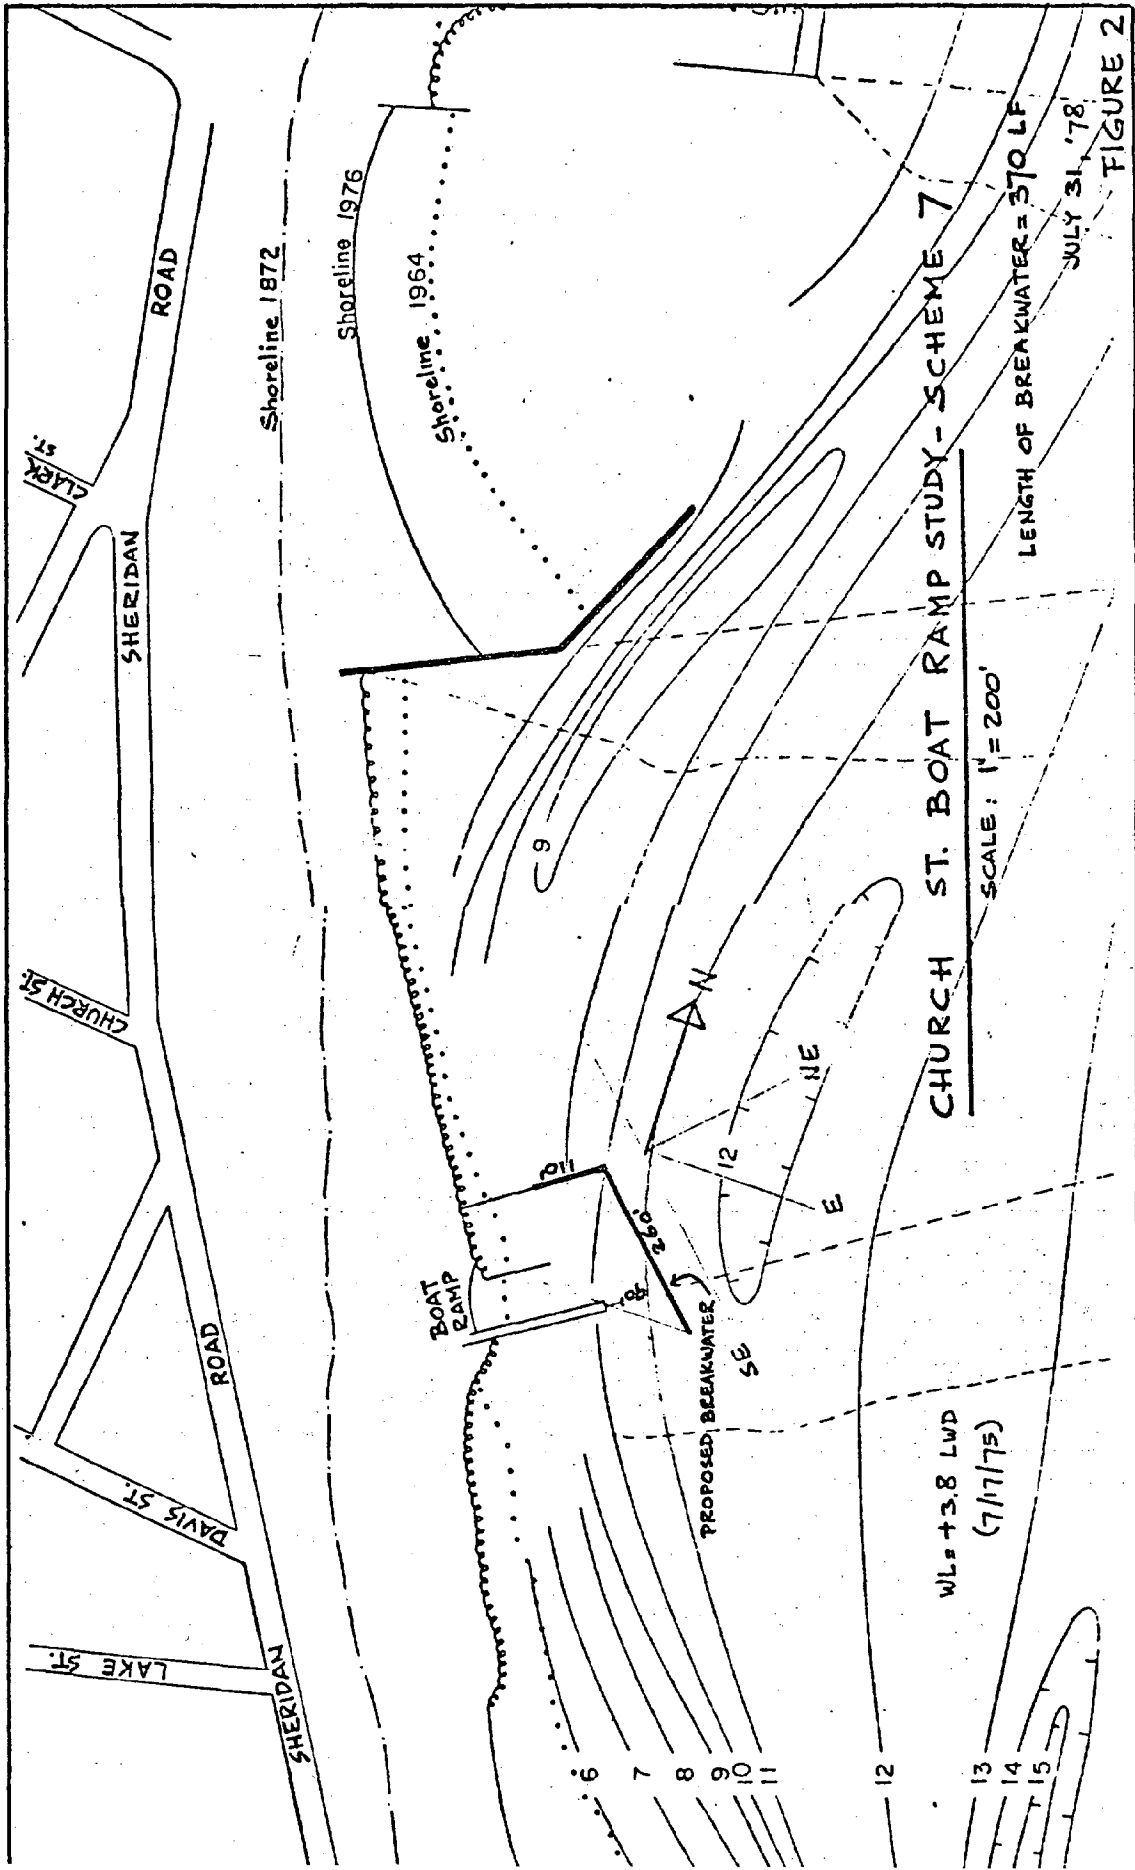 CLARK
ST.
SHERIDAN
ROAD
CHURCH ST.
DAVIS ST.
LAKE ST.
SHERIDAN
ROAD
Shoreline 1872
Shoreline 1976
Shoreline 1964
BOAT
RAMP
110'
260'
PROPOSED BREAKWATER
N
NE
E
SE
9
12
6
7
8
9
10
11
12
13
14
15
WL=+3.8 LWD
(7/17/75)
CHURCH ST. BOAT RAMP STUDY-SCHEME 7
SCALE: 1"=200'
LENGTH OF BREAKWATER=370 LF
JULY 31, '78
FIGURE 2